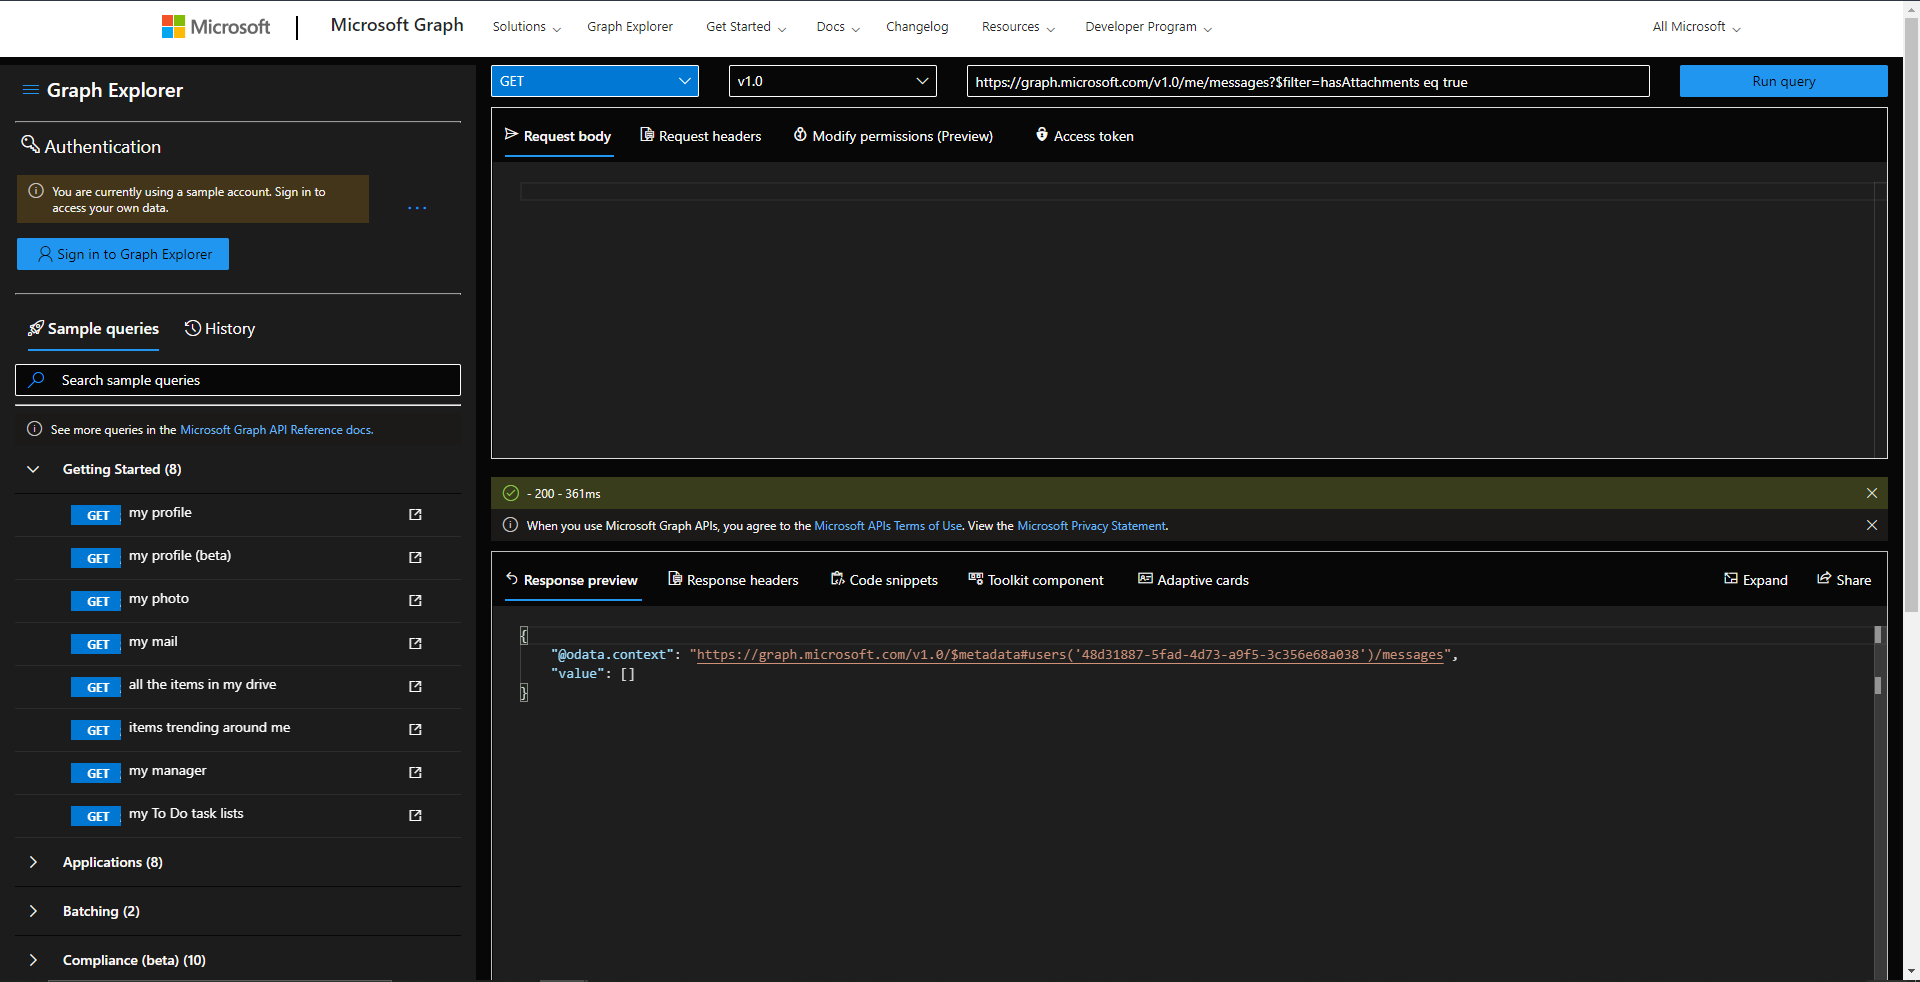 Microsoft
Microsoft Graph
Solutions
Graph Explorer
Get Started
Docs
Changelog
Resources
Developer Program
All Microsoft
Graph Explorer
Authentication
You are currently using a sample account. Sign in to
access your own data.
...
Sign in to Graph Explorer
Sample queries
History
Search sample queries
See more queries in the Microsoft Graph API Reference docs.
Getting Started (8)
GET my profile
GET my profile (beta)
GET my photo
GET my mail
GET all the items in my drive
GET items trending around me
GET my manager
GET my To Do task lists
Applications (8)
Batching (2)
Compliance (beta) (10)
GET
v1.0
https://graph.microsoft.com/v1.0/me/messages?$filter=hasAttachments eq true
Run query
Request body
Request headers
Modify permissions (Preview)
Access token
- 200 - 361ms
When you use Microsoft Graph APIs, you agree to the Microsoft APIs Terms of Use. View the Microsoft Privacy Statement.
Response preview
Response headers
Code snippets
Toolkit component
Adaptive cards
Expand
Share
{
"@odata.context": "https://graph.microsoft.com/v1.0/$metadata#users('48d31887-5fad-4d73-a9f5-3c356e68a038')/messages",
"value": []
}